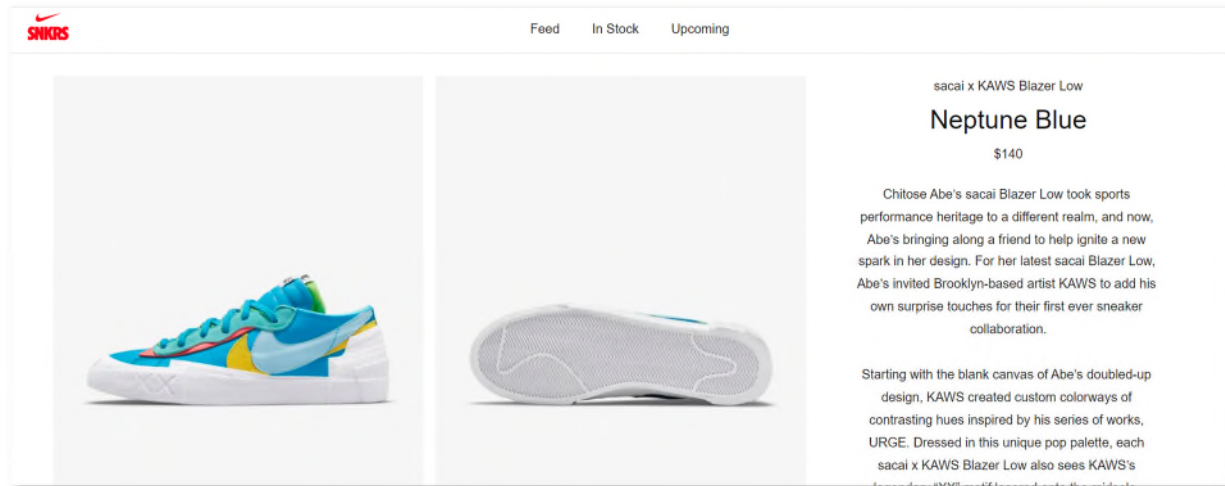 SNKRS
Feed
In Stock
Upcoming
sacai x KAWS Blazer Low
Neptune Blue
$140
Chitose Abe's sacai Blazer Low took sports
performance heritage to a different realm, and now,
Abe's bringing along a friend to help ignite a new
spark in her design. For her latest sacai Blazer Low,
Abe's invited Brooklyn-based artist KAWS to add his
own surprise touches for their first ever sneaker
collaboration.
Starting with the blank canvas of Abe's doubled-up
design, KAWS created custom colorways of
contrasting hues inspired by his series of works,
URGE. Dressed in this unique pop palette, each
sacai x KAWS Blazer Low also sees KAWS's